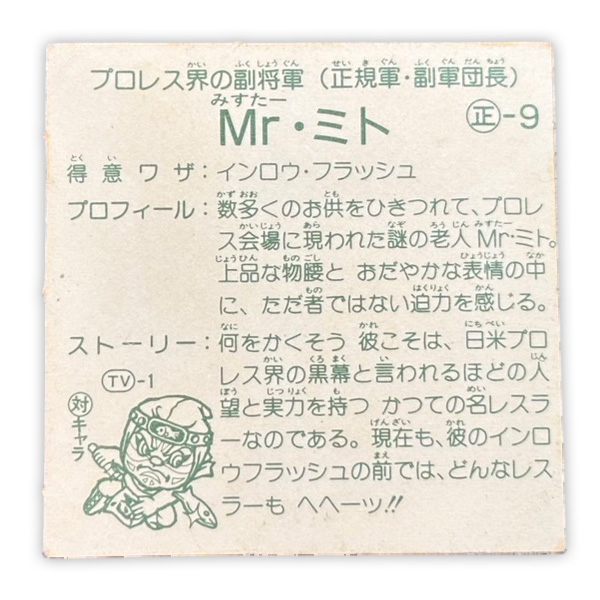 プロレス界の副将軍（正規軍・副軍団長）
Mr・ミト ㊣-9
得意ワザ：インロウ・フラッシュ
プロフィール：数多くのお供をひきつれて、プロレ
ス会場に現われた謎の老人Mr・ミト。
上品な物腰と おだやかな表情の中
に、ただ者ではない迫力を感じる。
ストーリー：何をかくそう 彼こそは、日米プロ
レス界の黒幕と言われるほどの人
望と実力を持つ かつての名レスラ
ーなのである。現在も、彼のインロ
ウフラッシュの前では、どんなレス
ラーも ヘヘーッ!!
TV-1
対キャラ